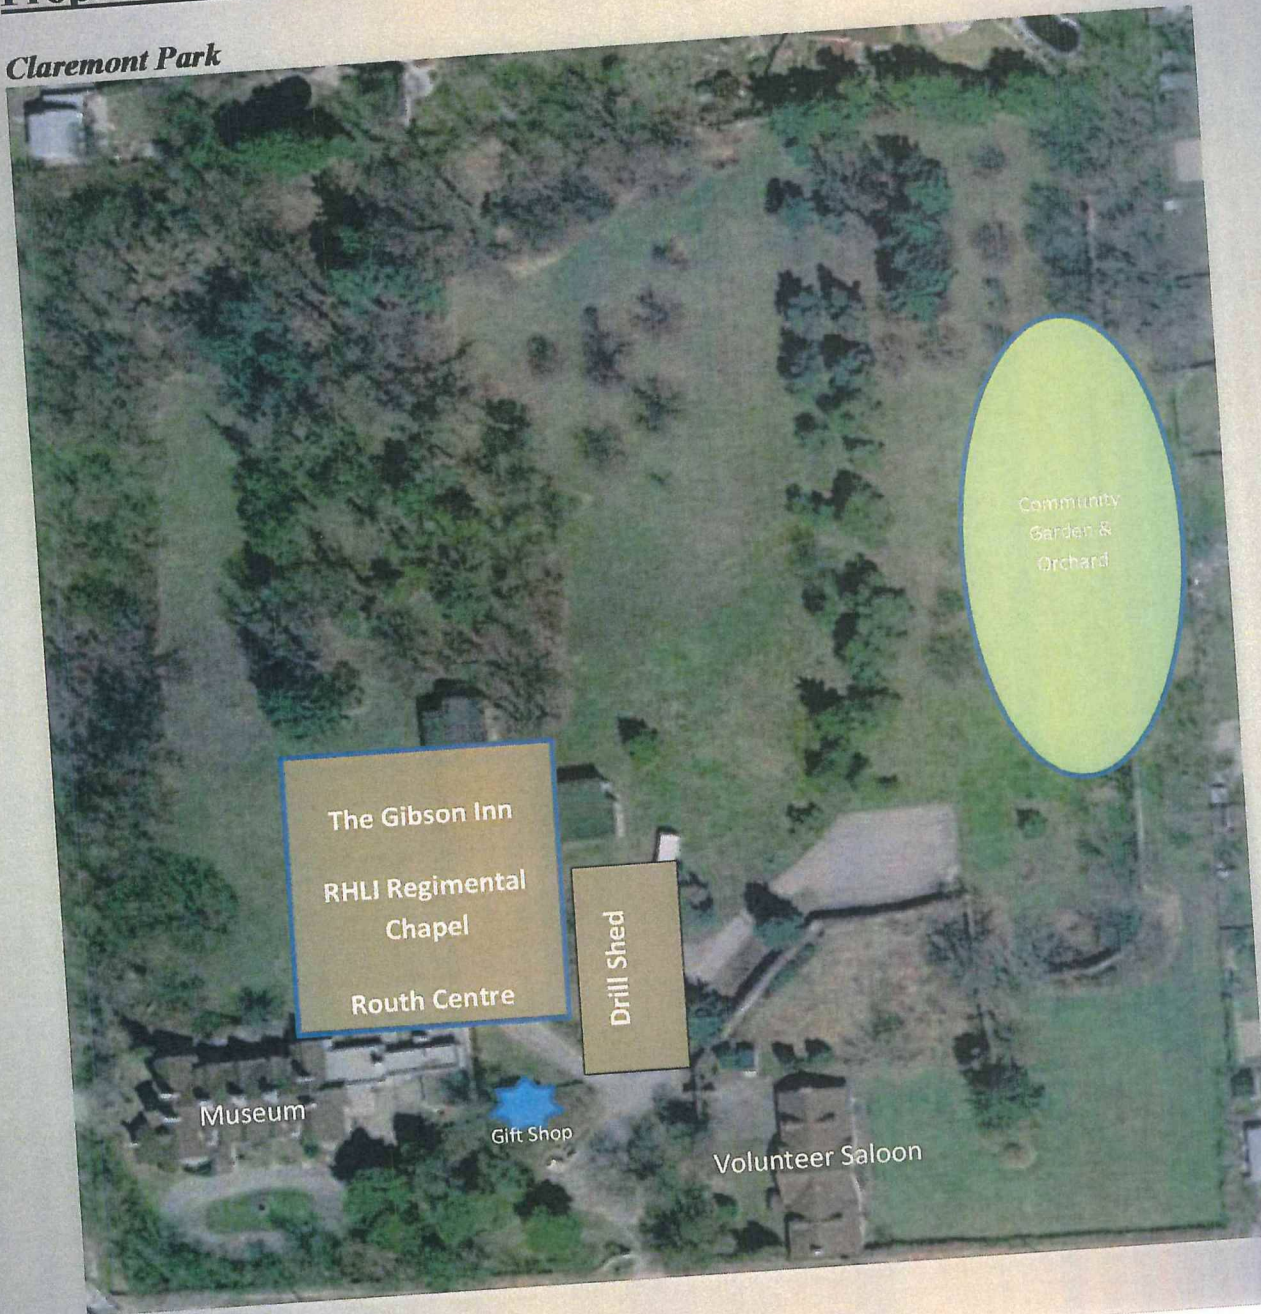 Claremont Park
Community
Garden &
Orchard
The Gibson Inn
RHLI Regimental
Chapel
Routh Centre
Drill Shed
Museum
Gift Shop
Volunteer Saloon